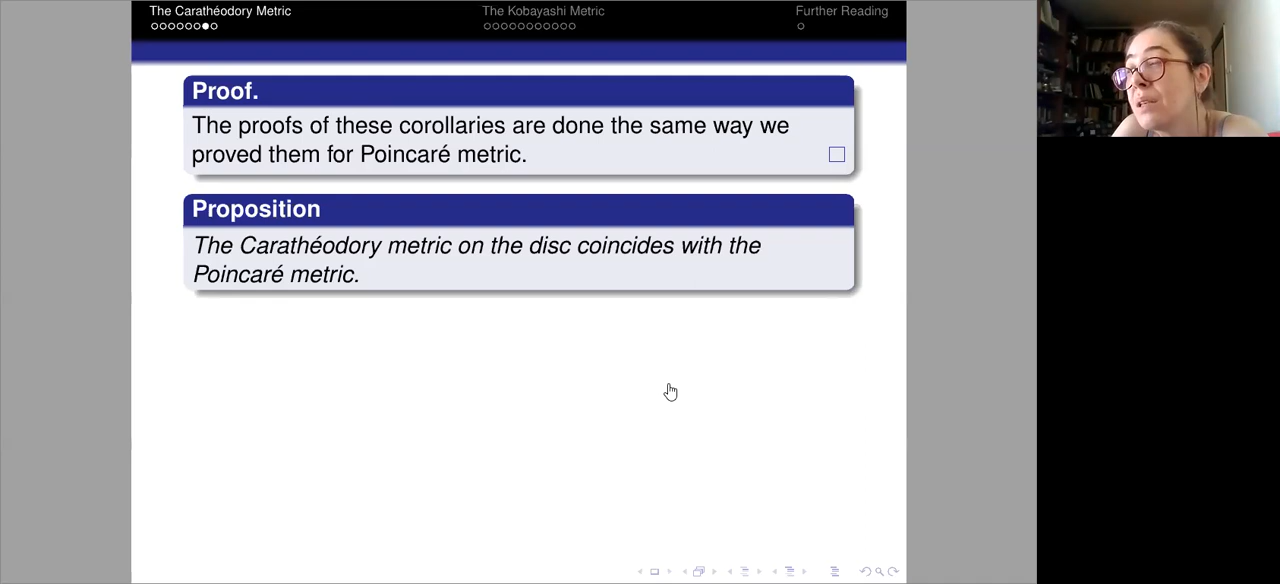 The Carathéodory Metric
The Kobayashi Metric
Further Reading
Proof.
The proofs of these corollaries are done the same way we
proved them for Poincaré metric.
Proposition
The Carathéodory metric on the disc coincides with the
Poincaré metric.